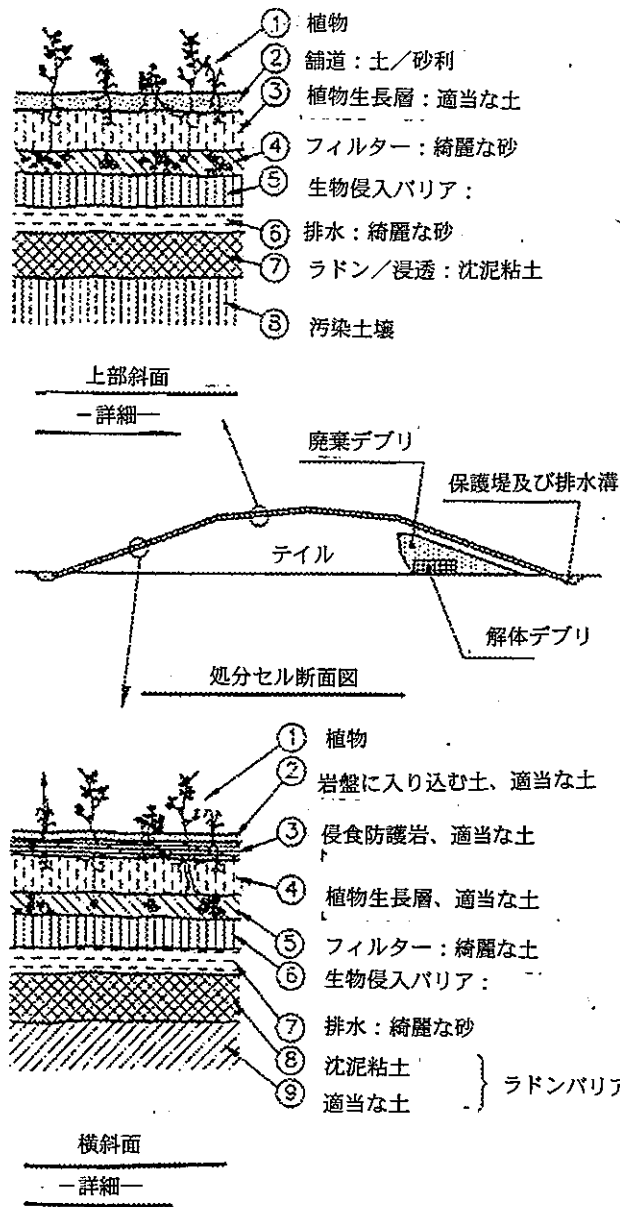 ① 植物
② 舗道：土／砂利
③ 植物生長層：適当な土
④ フィルター：綺麗な砂
⑤ 生物侵入バリア：
⑥ 排水：綺麗な砂
⑦ ラドン／浸透：沈泥粘土
⑧ 汚染土壌
上部斜面
－詳細―
廃棄デブリ
保護堤及び排水溝
テイル
解体デブリ
処分セル断面図
① 植物
② 岩盤に入り込む土、適当な土
③ 侵食防護岩、適当な土
④ 植物生長層、適当な土
⑤ フィルター：綺麗な土
⑥ 生物侵入バリア：
⑦ 排水：綺麗な砂
⑧ 沈泥粘土
⑨ 適当な土
ラドンバリア
横斜面
－詳細―